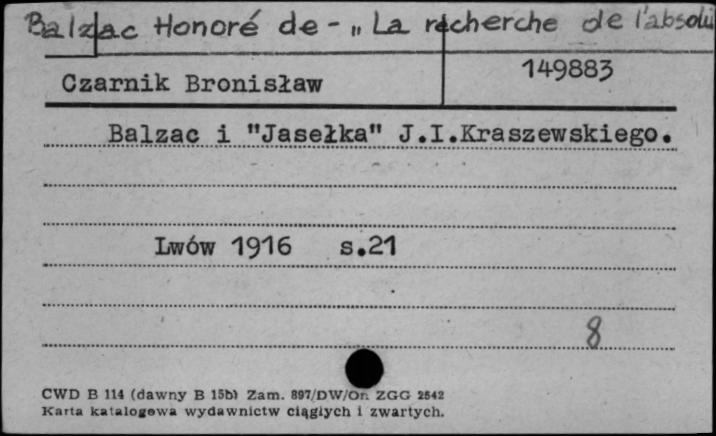 Balzac Honoré de - „La recherche de l'absolu
Czarnik Bronisław
149883
Balzac i "Jasełka" J.I.Kraszewskiego.
Lwów 1916 s.21
8
CWD B 114 (dawny B 15b) Zam. 897/DW/On ZGG 2542
Karta katalogowa wydawnictw ciągłych i zwartych.